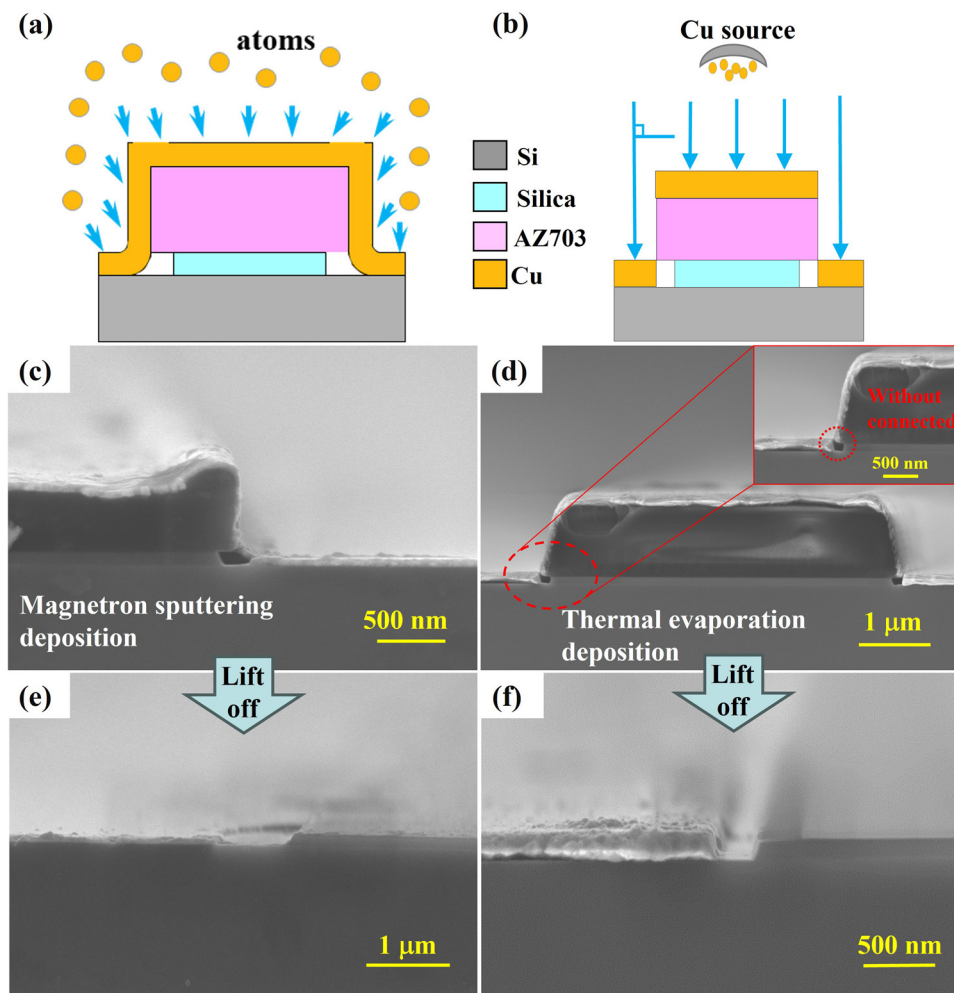 (a)
atoms
(b)
Cu source
Si
Silica
AZ703
Cu
(c)
Magnetron sputtering
deposition
500 nm
(d)
Without
connected
500 nm
Thermal evaporation
deposition
1 μm
Lift
off
Lift
off
(e)
1 μm
(f)
500 nm